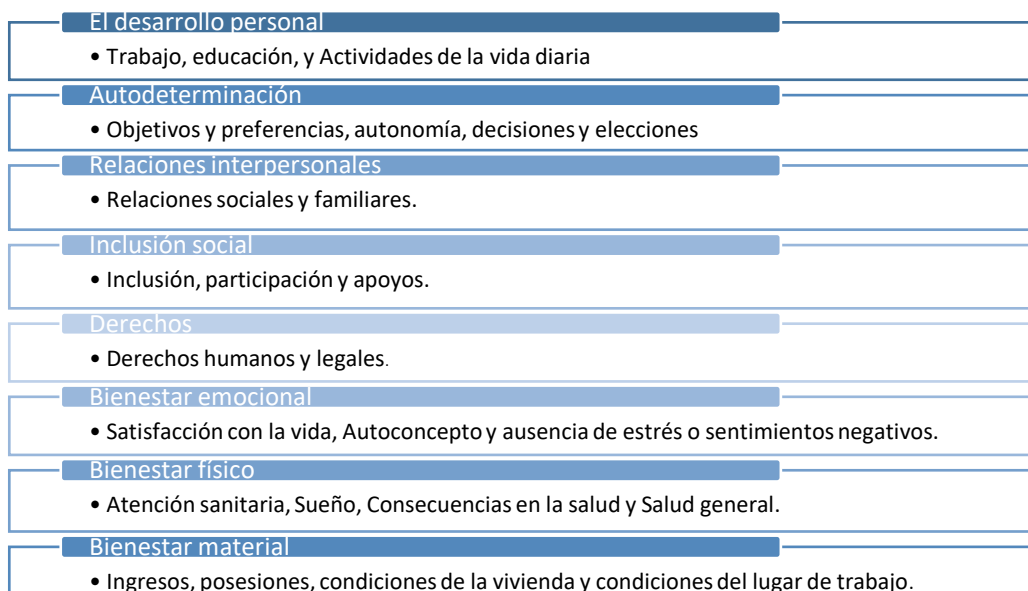 El desarrollo personal
• Trabajo, educación, y Actividades de la vida diaria
Autodeterminación
• Objetivos y preferencias, autonomía, decisiones y elecciones
Relaciones interpersonales
• Relaciones sociales y familiares.
Inclusión social
• Inclusión, participación y apoyos.
Derechos
• Derechos humanos y legales.
Bienestar emocional
• Satisfacción con la vida, Autoconcepto y ausencia de estrés o sentimientos negativos.
Bienestar físico
• Atención sanitaria, Sueño, Consecuencias en la salud y Salud general.
Bienestar material
• Ingresos, posesiones, condiciones de la vivienda y condiciones del lugar de trabajo.